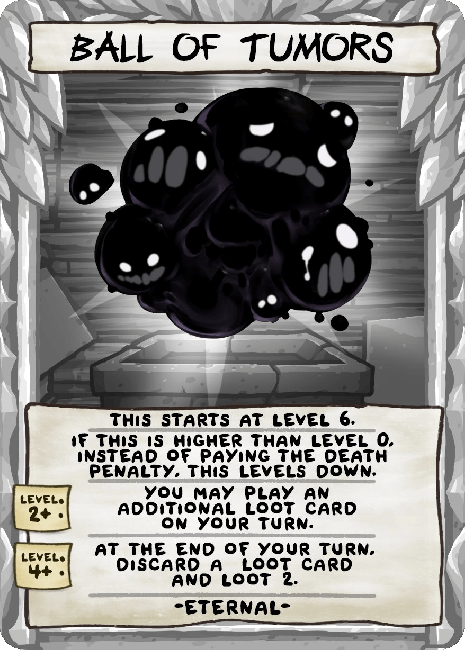 BALL OF TUMORS
THIS STARTS AT LEVEL 6.
IF THIS IS HIGHER THAN LEVEL 0,
INSTEAD OF PAYING THE DEATH
PENALTY, THIS LEVELS DOWN.
LEVEL.
2+ .
YOU MAY PLAY AN
ADDITIONAL LOOT CARD
ON YOUR TURN.
LEVEL.
4+ .
AT THE END OF YOUR TURN,
DISCARD A LOOT CARD
AND LOOT 2.
-ETERNAL-